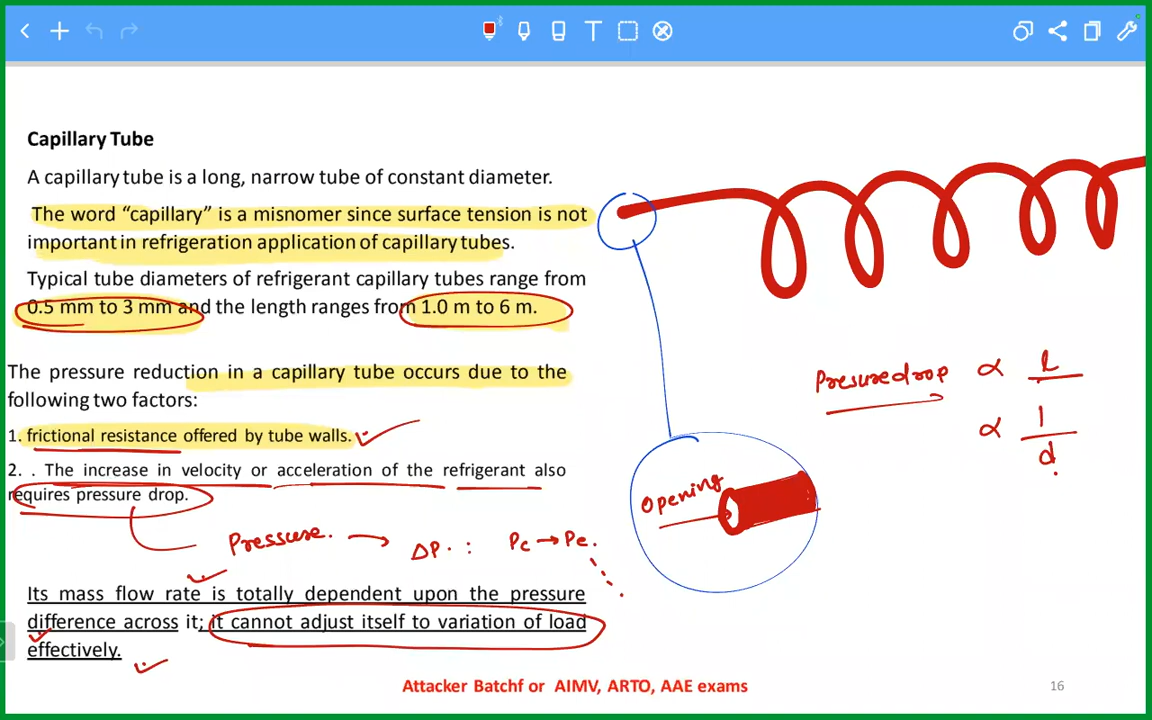 Capillary Tube
A capillary tube is a long, narrow tube of constant diameter.
The word “capillary” is a misnomer since surface tension is not
important in refrigeration application of capillary tubes.
Typical tube diameters of refrigerant capillary tubes range from
0.5 mm to 3 mm and the length ranges from 1.0 m to 6 m.
The pressure reduction in a capillary tube occurs due to the
following two factors:
1. frictional resistance offered by tube walls.
2. . The increase in velocity or acceleration of the refrigerant also
requires pressure drop.
Pressure. → ΔP. : Pc → Pe.
Its mass flow rate is totally dependent upon the pressure
difference across it; it cannot adjust itself to variation of load
effectively.
Presuredrop ∝ L
∝ 1/d
Opening
Attacker Batchf or AIMV, ARTO, AAE exams
16
T